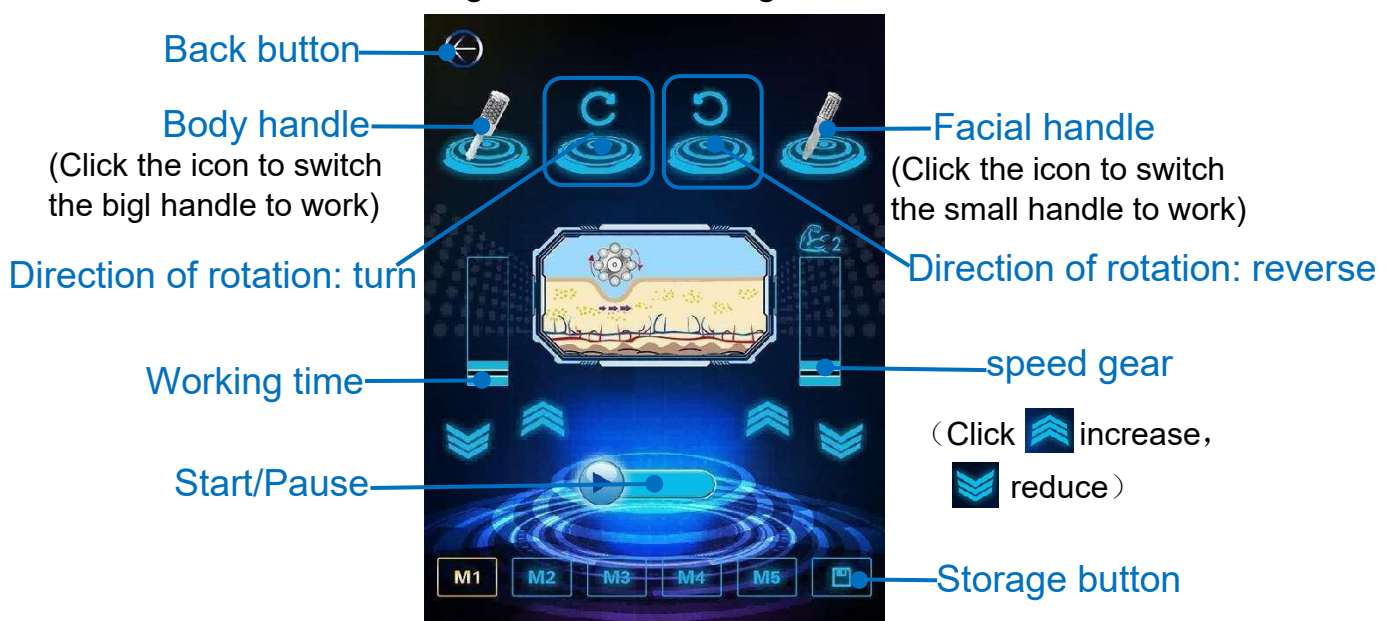 Back button
Body handle
(Click the icon to switch
the bigl handle to work)
Facial handle
(Click the icon to switch
the small handle to work)
2
Direction of rotation: turn
Direction of rotation: reverse
Working time
speed gear
（Click increase，
reduce）
Start/Pause
M1 M2 M3 M4 M5
Storage button